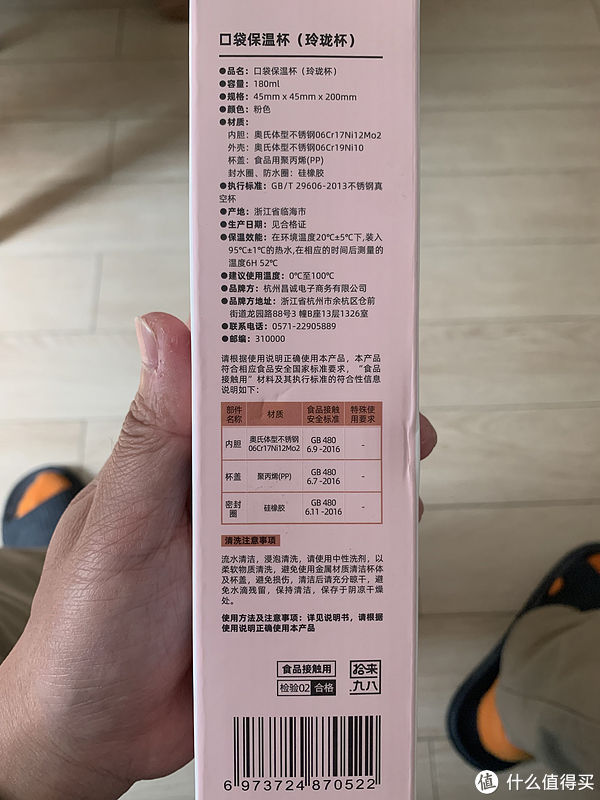 口袋保温杯（玲珑杯）
●品名：口袋保温杯（玲珑杯）
●容量：180ml
●规格：45mm x 45mm x 200mm
●颜色：粉色
●材质：
内胆：奥氏体型不锈钢06Cr17Ni12Mo2
外壳：奥氏体型不锈钢06Cr19Ni10
杯盖：食品用聚丙烯(PP)
封水圈、防水圈：硅橡胶
●执行标准：GB/T 29606-2013不锈钢真
空杯
●产地：浙江省临海市
●生产日期：见合格证
●保温效能：在环境温度20℃±5℃下,装入
95℃±1℃的热水,在相应的时间后测量的
温度6H 52℃
●建议使用温度：0℃至100℃
●品牌方：杭州昌诚电子商务有限公司
●品牌方地址：浙江省杭州市余杭区仓前
街道龙园路88号3 幢B座13层1326室
●联系电话：0571-22905889
●邮编：310000
请根据使用说明正确使用本产品，本产品
符合相应食品安全国家标准要求，“食品
接触用”材料及其执行标准的符合性信息
说明如下：
部件名称 材质 食品接触安全标准 特殊使用要求
内胆 奥氏体型不锈钢06Cr17Ni12Mo2 GB 4806.9 -2016 -
杯盖 聚丙烯(PP) GB 4806.7 -2016 -
密封圈 硅橡胶 GB 4806.11 -2016 -
清洗注意事项
流水清洁，浸泡清洗，请使用中性洗剂，以
柔软物质清洗，避免使用金属材质清洁杯体
及杯盖，避免损伤，清洁后请充分晾干，避
免水滴残留，保持清洁，保存于阴凉干燥
处。
使用方法及注意事项：详见说明书，请根据
使用说明正确使用本产品
食品接触用
检验02 合格
拾来
九八
6 973724 870522
值 什么值得买